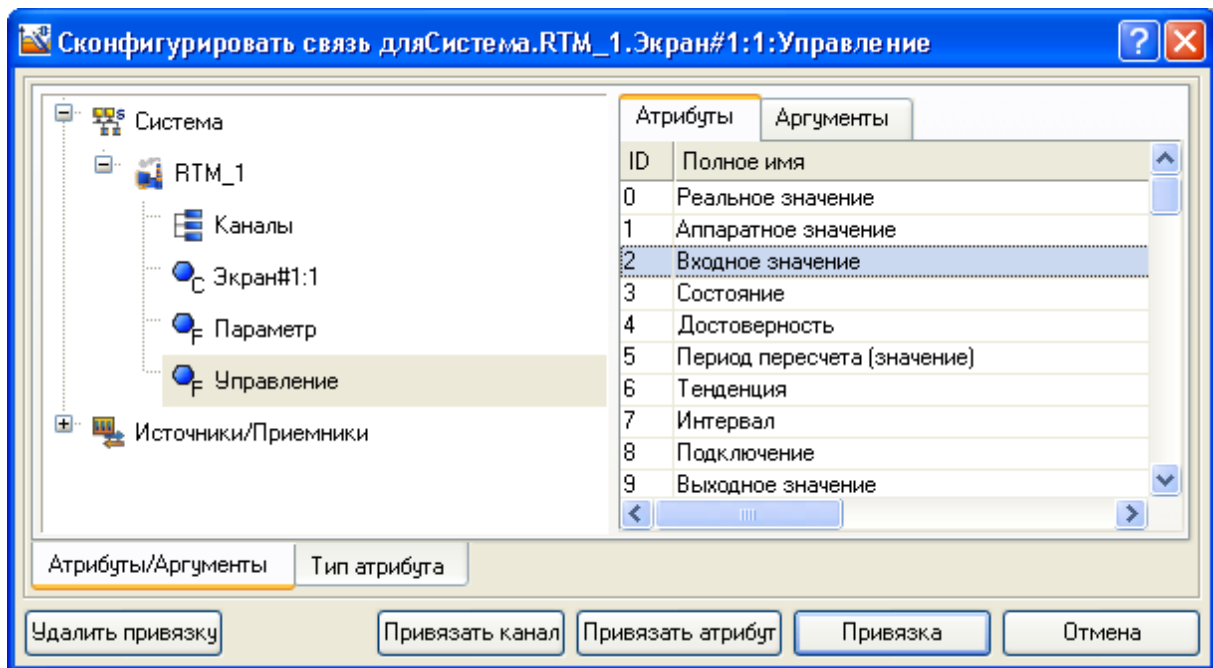 Сконфигурировать связь дляСистема.RTM_1.Экран#1:1:Управление
Система
RTM_1
Каналы
Экран#1:1
Параметр
Управление
Источники/Приемники
Атрибуты Аргументы
ID Полное имя
0 Реальное значение
1 Аппаратное значение
2 Входное значение
3 Состояние
4 Достоверность
5 Период пересчета (значение)
6 Тенденция
7 Интервал
8 Подключение
9 Выходное значение
Атрибуты/Аргументы Тип атрибута
Удалить привязку Привязать канал Привязать атрибут Привязка Отмена